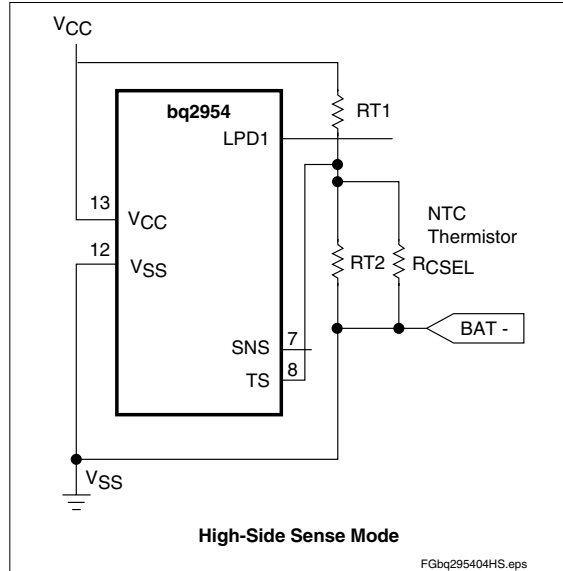 VCC
bq2954
LPD1
RT1
13
VCC
12
VSS
NTC
Thermistor
RT2
RCSEL
BAT -
SNS
7
TS
8
VSS
High-Side Sense Mode
FGbq295404HS.eps